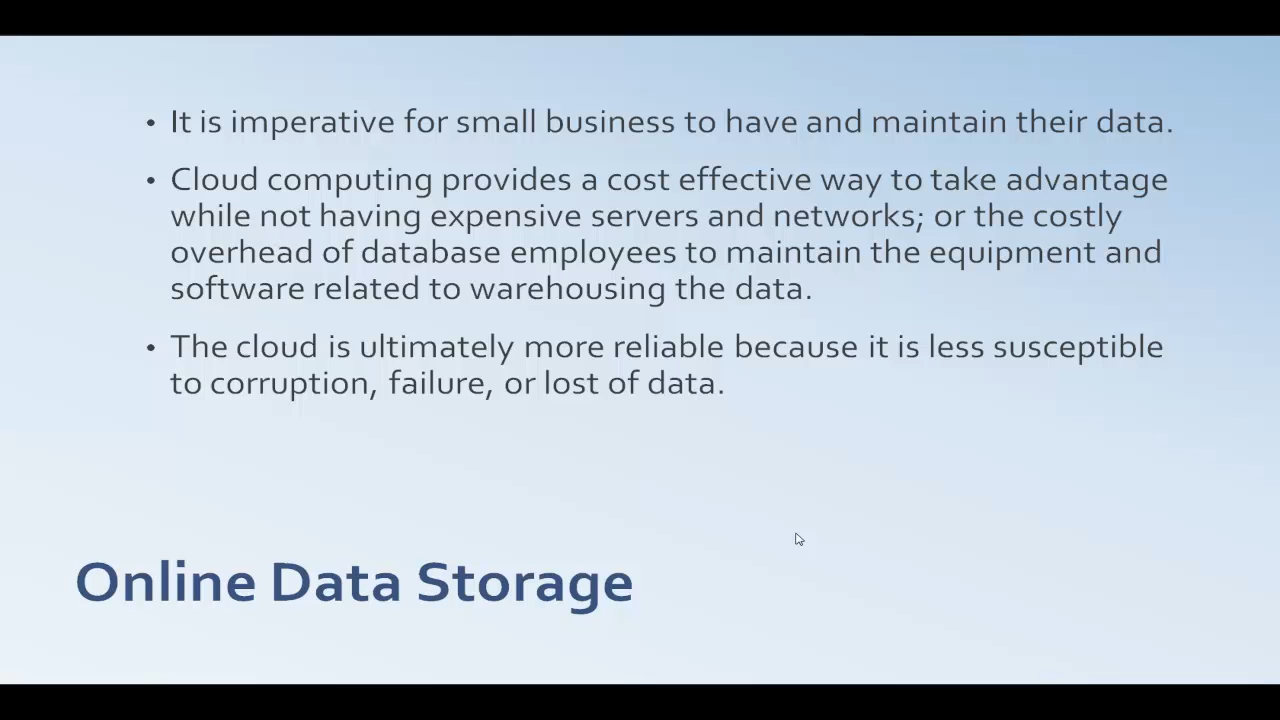 • It is imperative for small business to have and maintain their data.
• Cloud computing provides a cost effective way to take advantage
while not having expensive servers and networks; or the costly
overhead of database employees to maintain the equipment and
software related to warehousing the data.
• The cloud is ultimately more reliable because it is less susceptible
to corruption, failure, or lost of data.
Online Data Storage